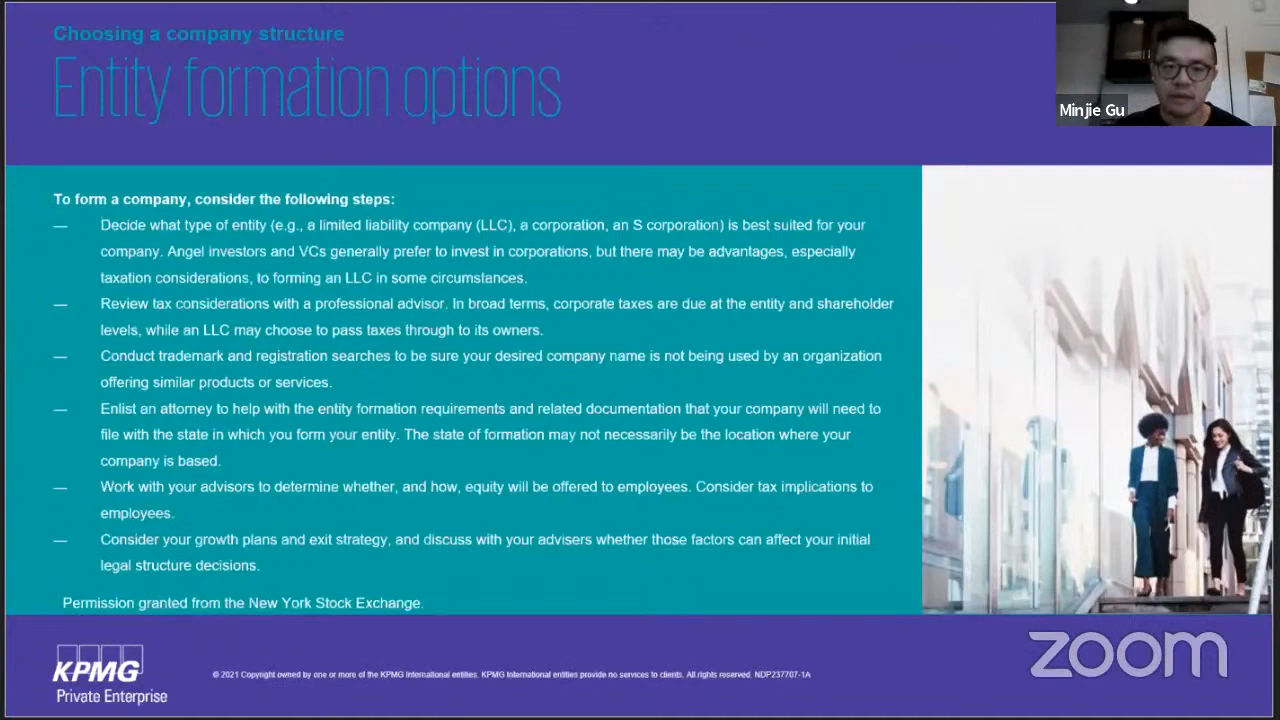 Choosing a company structure
Entity formation options
Minjie Gu
To form a company, consider the following steps:
— Decide what type of entity (e.g., a limited liability company (LLC), a corporation, an S corporation) is best suited for your
company. Angel investors and VCs generally prefer to invest in corporations, but there may be advantages, especially
taxation considerations, to forming an LLC in some circumstances.
— Review tax considerations with a professional advisor. In broad terms, corporate taxes are due at the entity and shareholder
levels, while an LLC may choose to pass taxes through to its owners.
— Conduct trademark and registration searches to be sure your desired company name is not being used by an organization
offering similar products or services.
— Enlist an attorney to help with the entity formation requirements and related documentation that your company will need to
file with the state in which you form your entity. The state of formation may not necessarily be the location where your
company is based.
— Work with your advisors to determine whether, and how, equity will be offered to employees. Consider tax implications to
employees.
— Consider your growth plans and exit strategy, and discuss with your advisers whether those factors can affect your initial
legal structure decisions.
Permission granted from the New York Stock Exchange.
KPMG
Private Enterprise
© 2021 Copyright owned by one or more of the KPMG International entities. KPMG International entities provide no services to clients. All rights reserved. NDP237707-1A
zoom